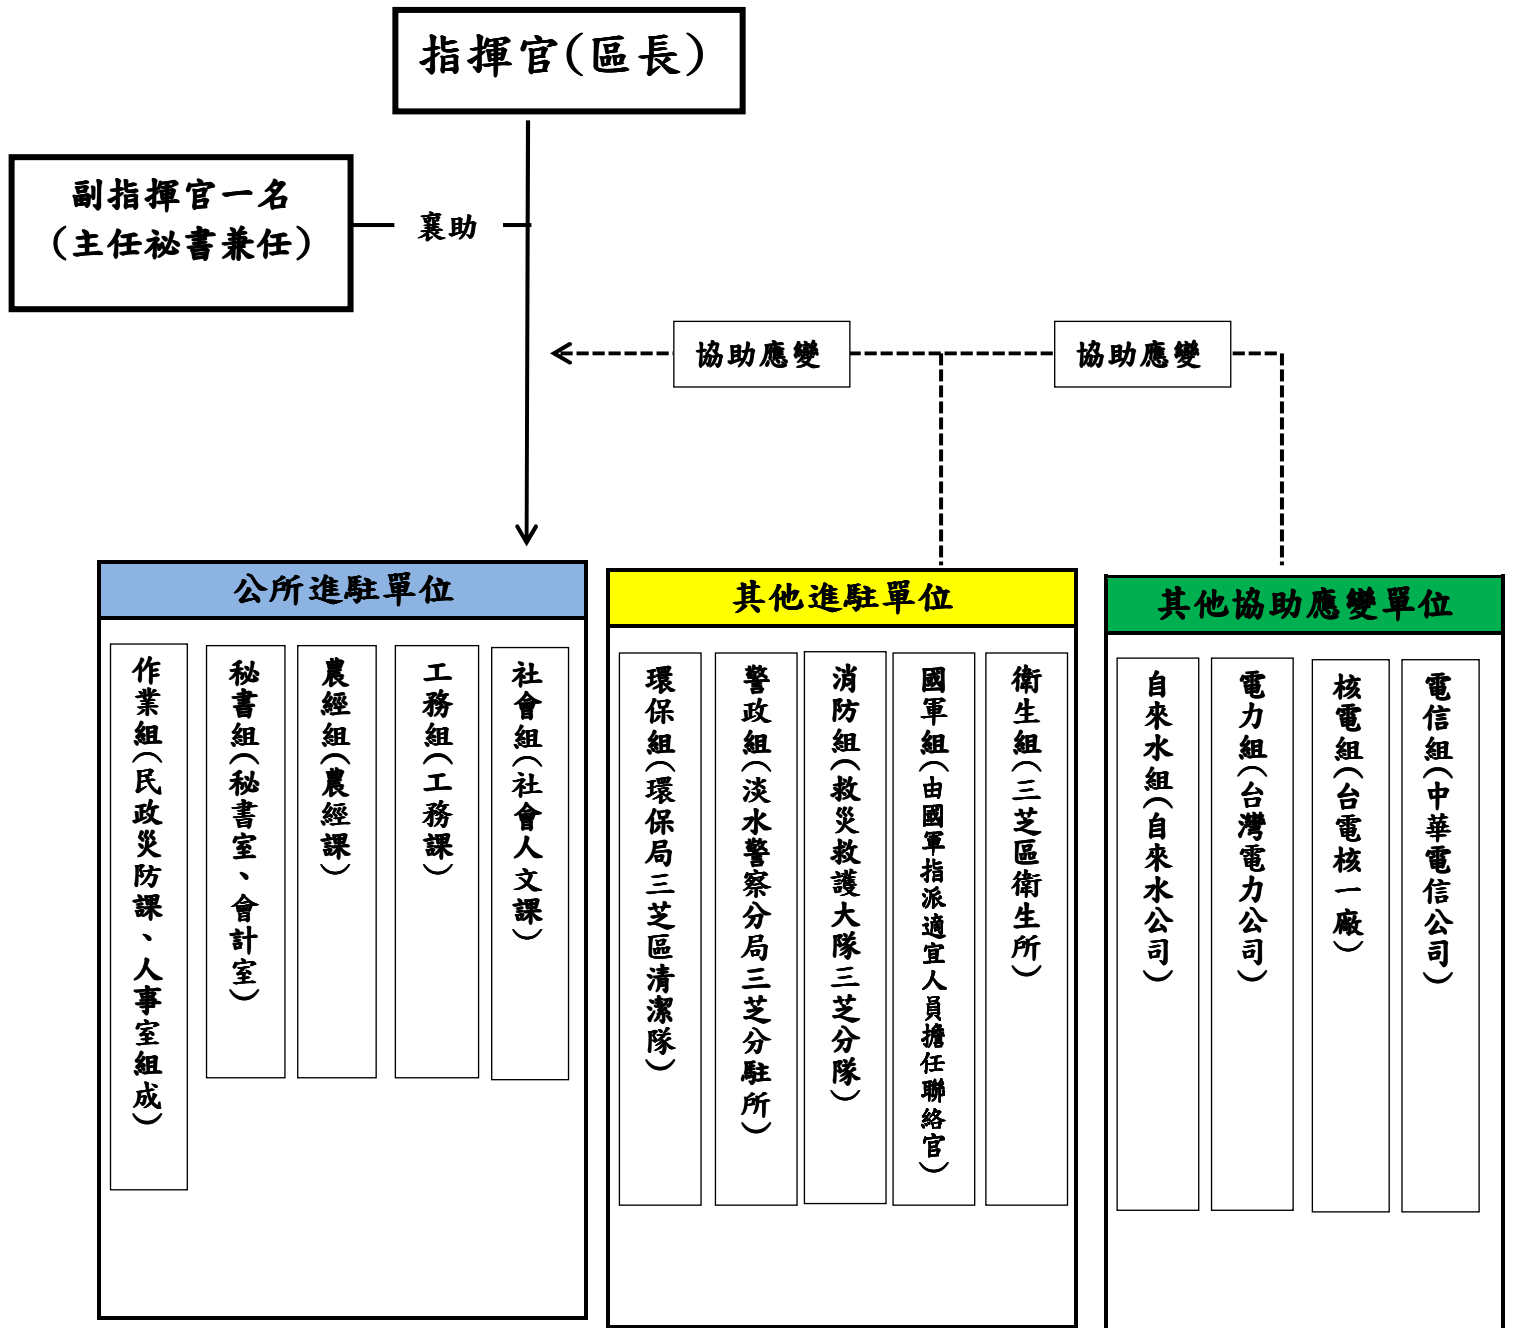 指揮官(區長)
副指揮官一名
(主任祕書兼任)
襄助
協助應變
協助應變
公所進駐單位
作業組(民政災防課、人事室組成)
秘書組(秘書室、會計室)
農經組(農經課)
工務組(工務課)
社會組(社會人文課)
其他進駐單位
環保組(環保局三芝區清潔隊)
警政組(淡水警察分局三芝分駐所)
消防組(救災救護大隊三芝分隊)
國軍組(由國軍指派適宜人員擔任聯絡官)
衛生組(三芝區衛生所)
其他協助應變單位
自來水組(自來水公司)
電力組(台灣電力公司)
核電組(台電核一廠)
電信組(中華電信公司)